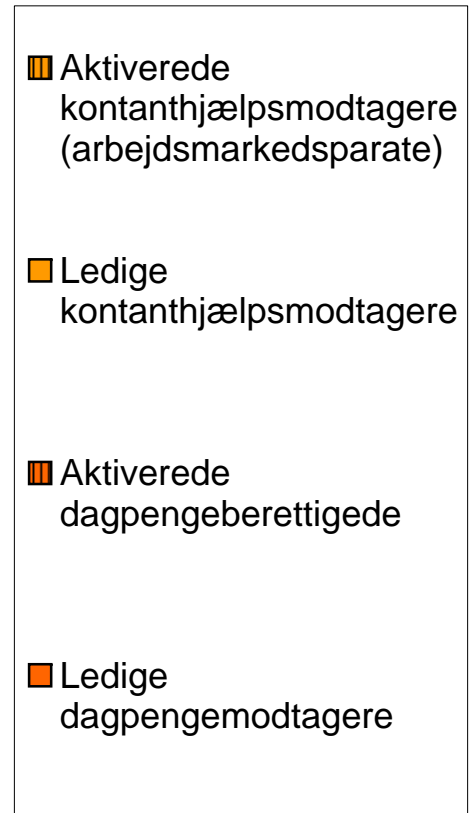 Aktiverede
kontanthjælpsmodtagere
(arbejdsmarkedsparate)
Ledige
kontanthjælpsmodtagere
Aktiverede
dagpengeberettigede
Ledige
dagpengemodtagere